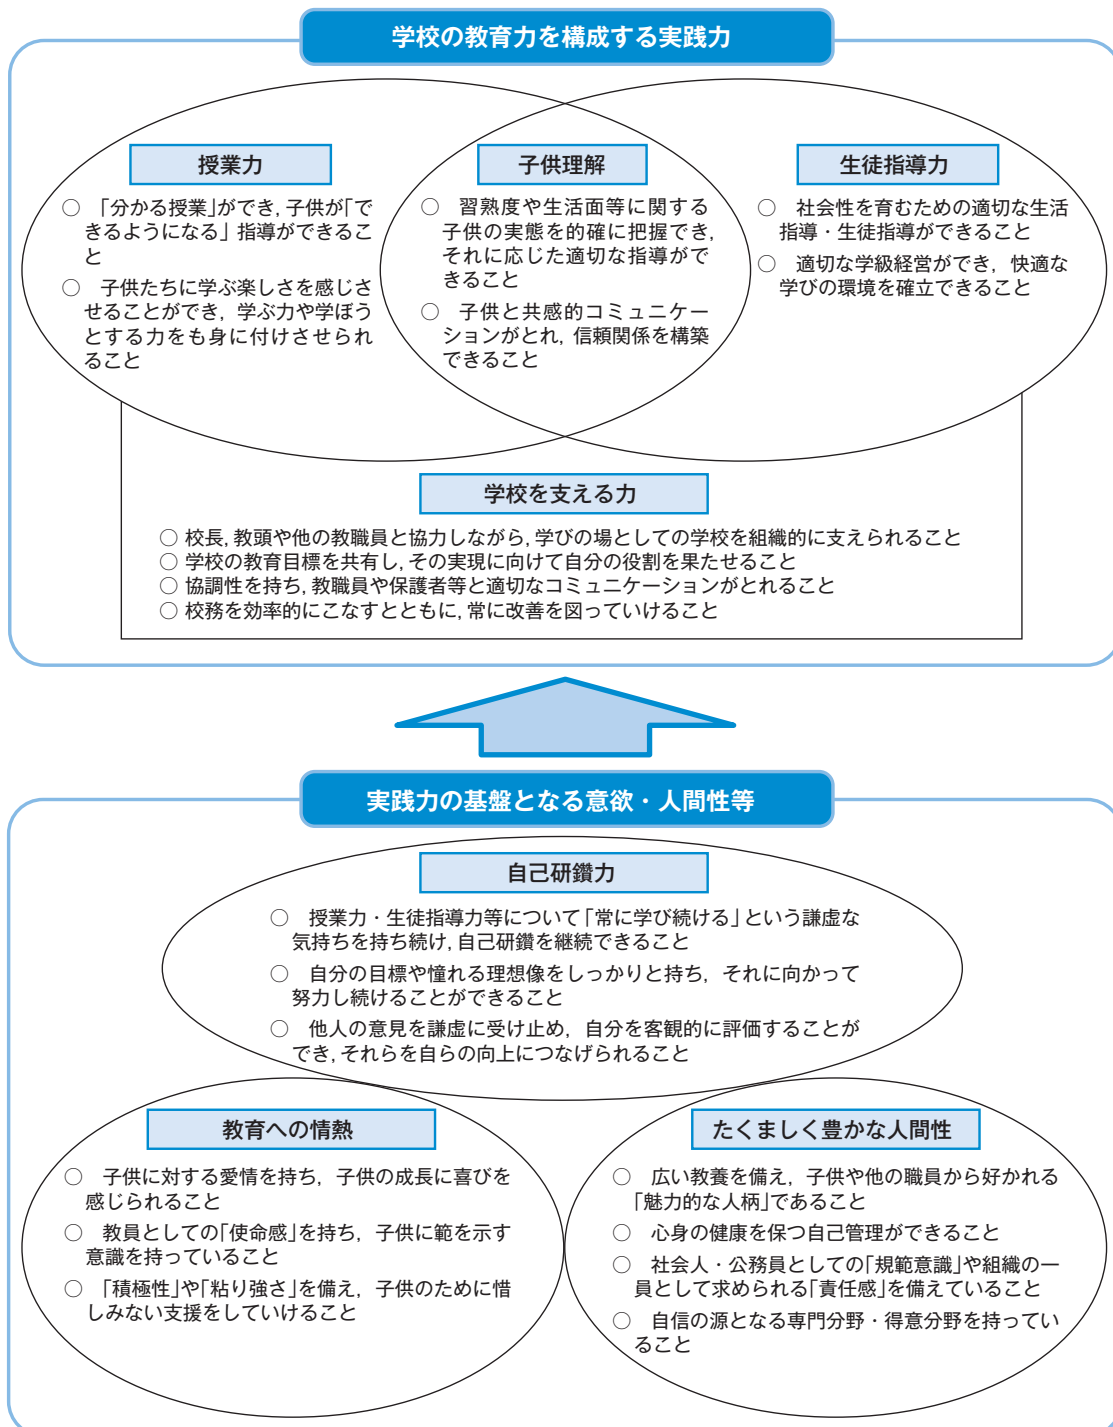 学校の教育力を構成する実践力
授業力
○　「分かる授業」ができ，子供が「で
きるようになる」指導ができるこ
と
○　子供たちに学ぶ楽しさを感じさ
せることができ，学ぶ力や学ぼう
とする力をも身に付けさせられ
ること
子供理解
○　習熟度や生活面等に関する
子供の実態を的確に把握でき，
それに応じた適切な指導がで
きること
○　子供と共感的コミュニケー
ションがとれ，信頼関係を構築
できること
生徒指導力
○　社会性を育むための適切な生活
指導・生徒指導ができること
○　適切な学級経営ができ，快適な
学びの環境を確立できること
学校を支える力
○ 校長，教頭や他の教職員と協力しながら，学びの場としての学校を組織的に支えられること
○ 学校の教育目標を共有し，その実現に向けて自分の役割を果たせること
○ 協調性を持ち，教職員や保護者等と適切なコミュニケーションがとれること
○ 校務を効率的にこなすとともに，常に改善を図っていけること
実践力の基盤となる意欲・人間性等
自己研鑽力
○　授業力・生徒指導力等について「常に学び続ける」という謙虚な
気持ちを持ち続け，自己研鑽を継続できること
○　自分の目標や憧れる理想像をしっかりと持ち，それに向かって
努力し続けることができること
○　他人の意見を謙虚に受け止め，自分を客観的に評価することが
でき，それらを自らの向上につなげられること
教育への情熱
○　子供に対する愛情を持ち，子供の成長に喜びを
感じられること
○　教員としての「使命感」を持ち，子供に範を示す
意識を持っていること
○　「積極性」や「粘り強さ」を備え，子供のために惜
しみない支援をしていけること
たくましく豊かな人間性
○　広い教養を備え，子供や他の職員から好かれる
「魅力的な人柄」であること
○　心身の健康を保つ自己管理ができること
○　社会人・公務員としての「規範意識」や組織の一
員として求められる「責任感」を備えていること
○　自信の源となる専門分野・得意分野を持ってい
ること